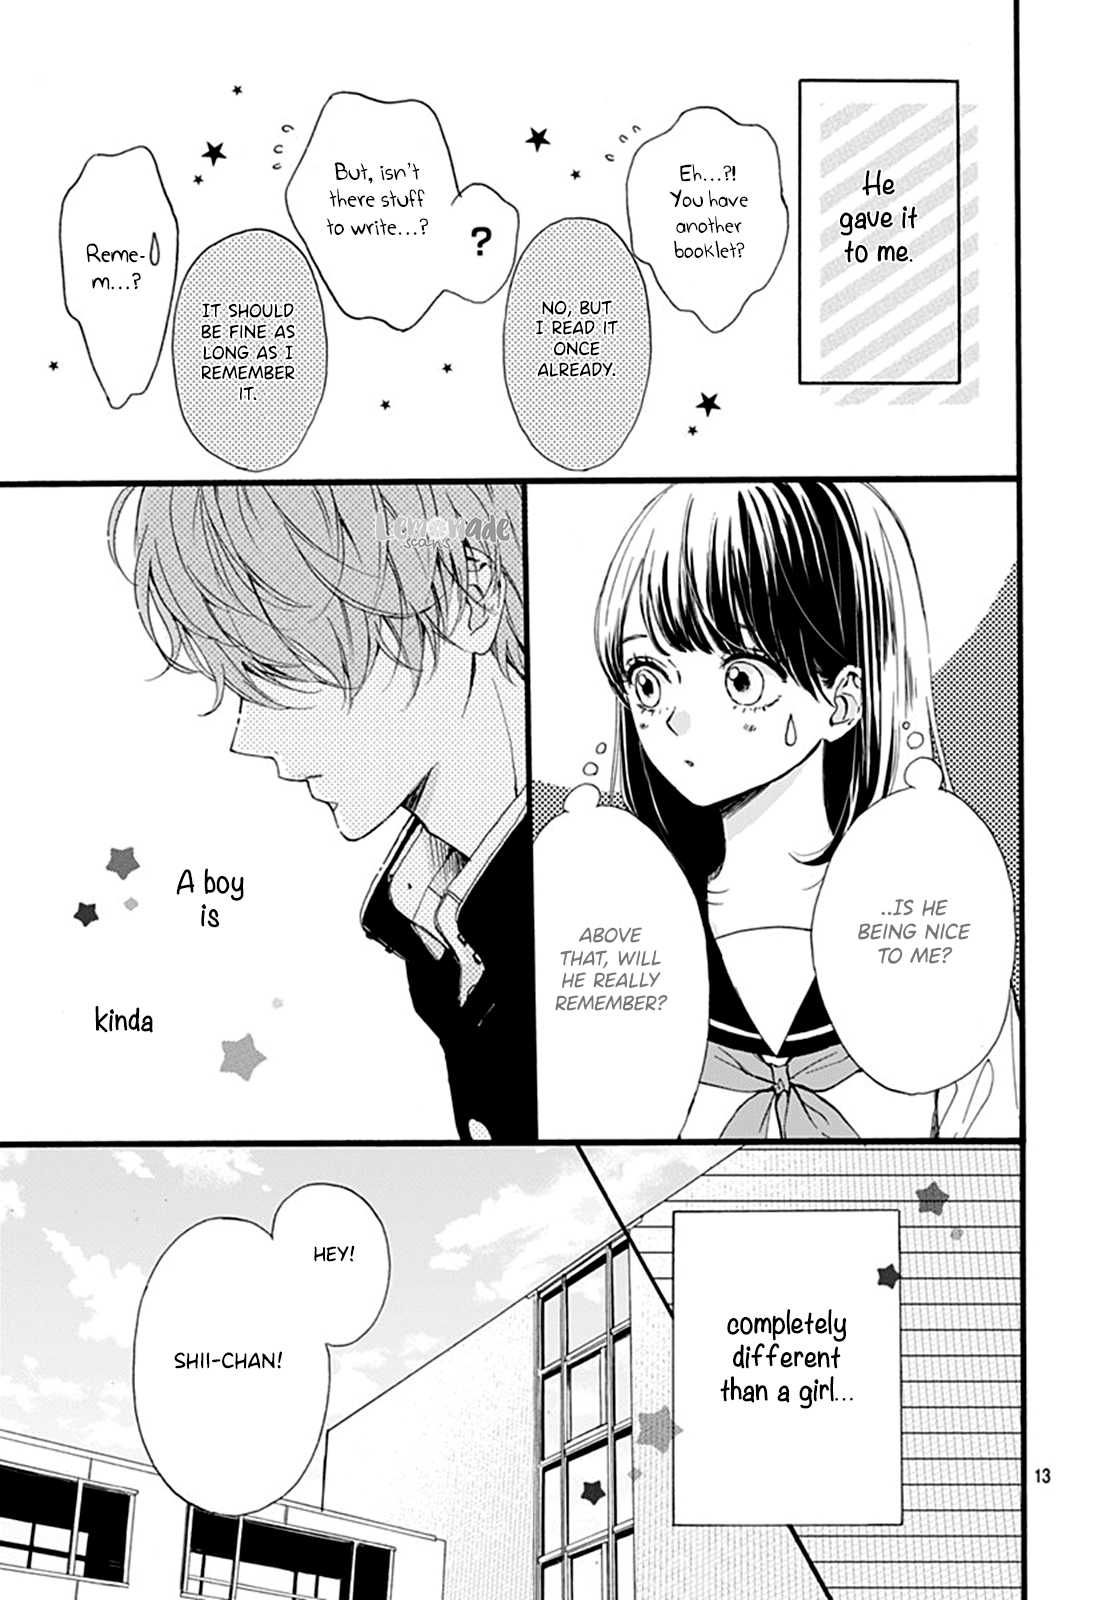 He
gave it
to me.
Eh...?!
You have
another
booklet?
NO, BUT
I READ IT
ONCE
ALREADY.
But, isn't
there stuff
to write...?
?
IT SHOULD
BE FINE AS
LONG AS I
REMEMBER
IT.
Reme-
m...?
..IS HE
BEING NICE
TO ME?
ABOVE
THAT, WILL
HE REALLY
REMEMBER?
Lemonade
scans
A boy
is
kinda
completely
different
than a girl...
HEY!
SHII-CHAN!
13